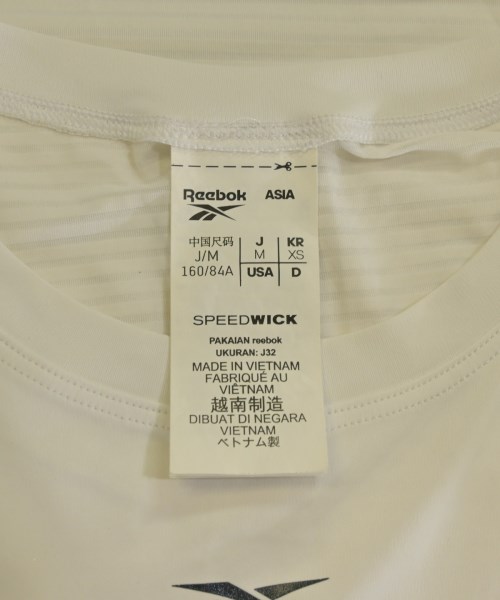 Reebok ASIA
中国尺码 J KR
J/M M XS
160/84A USA D
SPEEDWICK
PAKAIAN reebok
UKURAN: J32
MADE IN VIETNAM
FABRIQUÉ AU
VIÊTNAM
越南制造
DIBUAT DI NEGARA
VIETNAM
ベトナム製